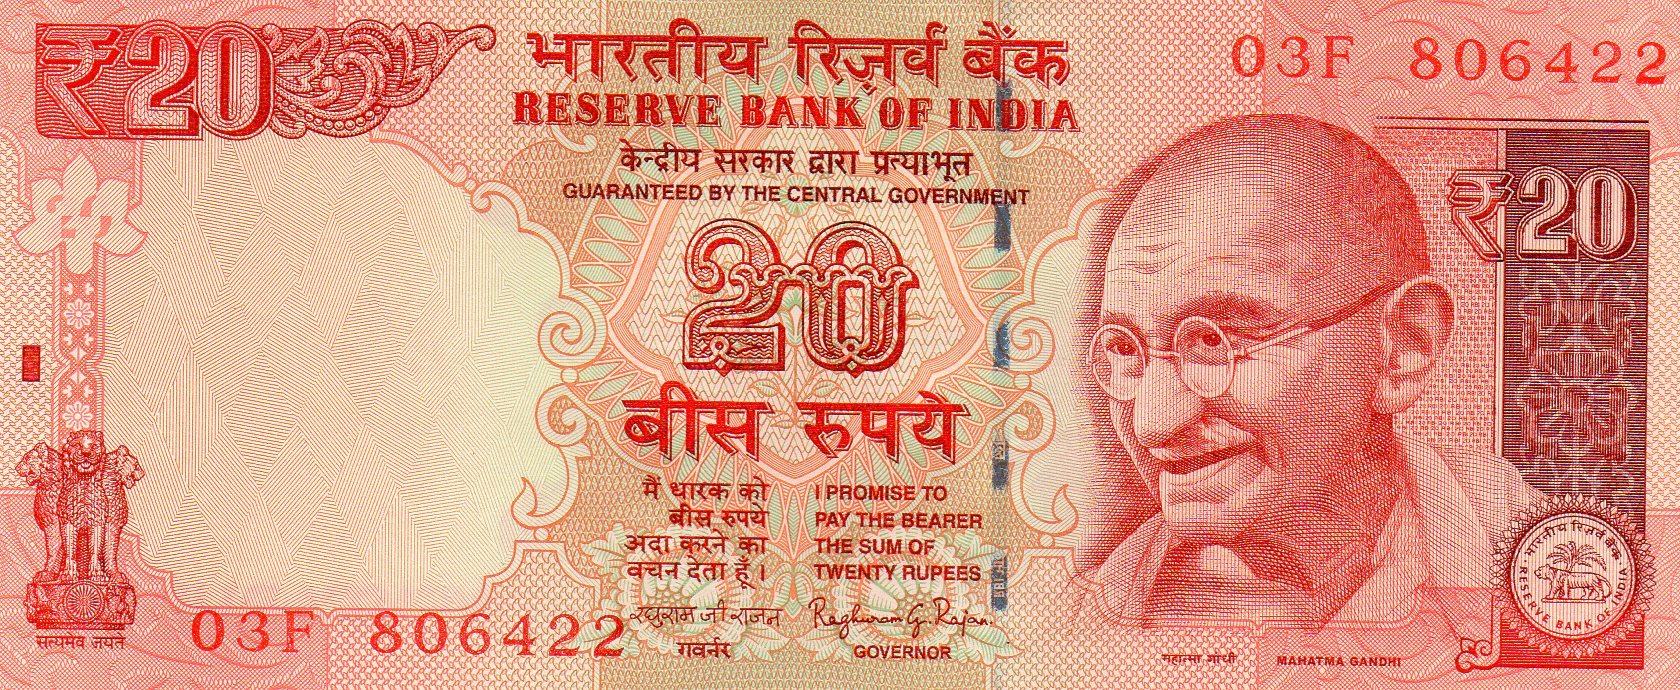 ₹20
भारतीय रिज़र्व बैंक
RESERVE BANK OF INDIA
केन्द्रीय सरकार द्वारा प्रत्याभूत
GUARANTEED BY THE CENTRAL GOVERNMENT
03F 806422
₹20
20
बीस रुपये
मैं धारक को
बीस रुपये
अदा करने का
वचन देता हूँ।
I PROMISE TO
PAY THE BEARER
THE SUM OF
TWENTY RUPEES
रघुराम जी राजन
गवर्नर
Raghuram G. Rajan.
GOVERNOR
सत्यमेव जयते
03F 806422
महात्मा गांधी
MAHATMA GANDHI
भारतीय रिज़र्व बैंक
RESERVE BANK OF INDIA